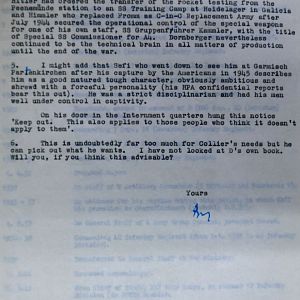 Hitler had ordered the transfer of the rocket testing from the
Peenemunde station to an SS Training Camp at Heidelager in Galicia
and Himmler who replaced Fromm as C-in-C Replacement Army after
July 1944 secured the operational control of the special weapons
for one of his own staff, SS Gruppenführer Kammler, with the title
of Special SS Commissioner for A4. Dornberger nevertheless
continued to be the technical brain in all matters of production
until the end of the war.
5. I might add that Sefi who went down to see him at Garmisch
Partenkirchen after his capture by the Americans in 1945 describes
him as a good natured tough character, obviously ambitious and
shrewd with a forceful personality (his HPA confidential reports
bear this out). He was a strict disciplinarian and had his men
well under control in captivity.
On his door in the internment quarters hung this notice
'Keep out. This also applies to those people who think it doesn't
apply to them'.
6. This is undoubtedly far too much for Collier's needs but he
can pick out what he wants. I have not looked at D's own book.
Will you, if you think this advisable?
Yours